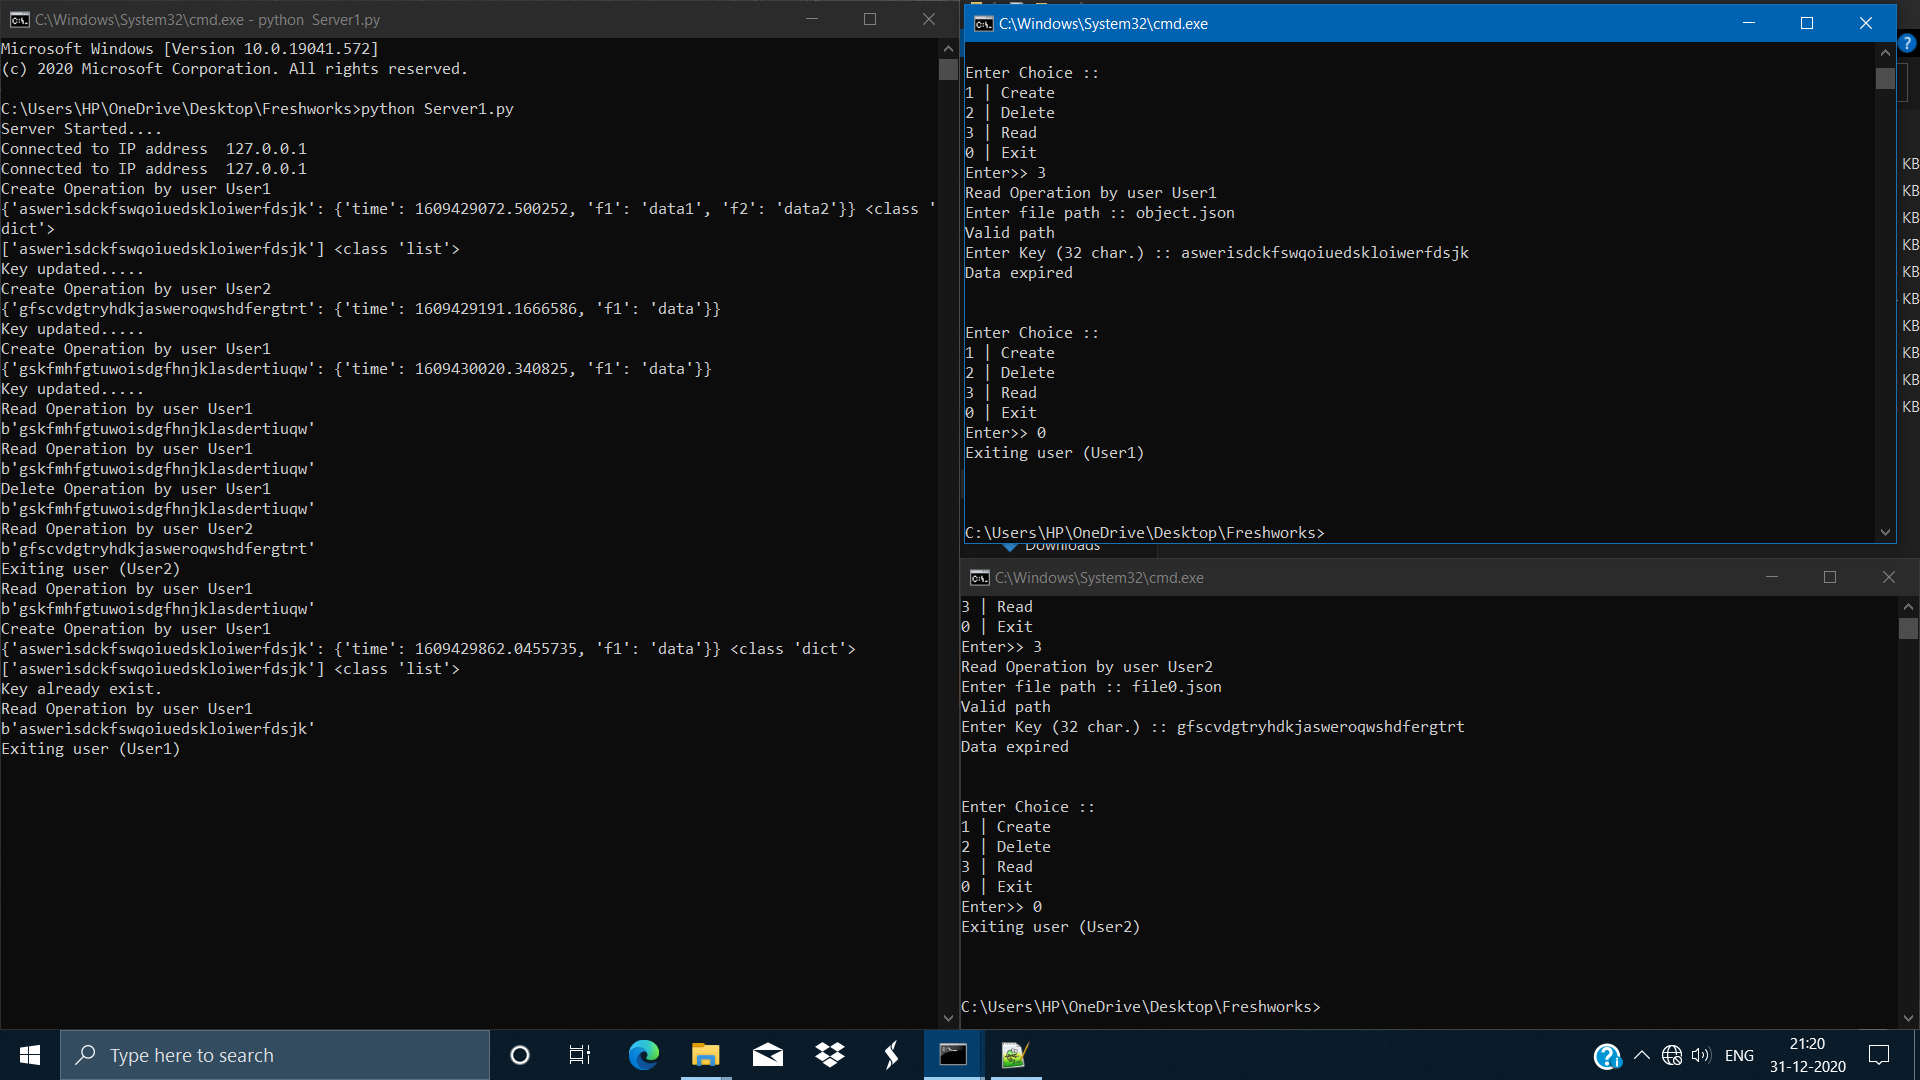 C:\Windows\System32\cmd.exe - python  Server1.py
Microsoft Windows [Version 10.0.19041.572]
(c) 2020 Microsoft Corporation. All rights reserved.
C:\Users\HP\OneDrive\Desktop\Freshworks>python Server1.py
Server Started....
Connected to IP address  127.0.0.1
Connected to IP address  127.0.0.1
Create Operation by user User1
{'aswerisdckfswqoiuedskloiwerfdsjk': {'time': 1609429072.500252, 'f1': 'data1', 'f2': 'data2'}} <class '
dict'>
['aswerisdckfswqoiuedskloiwerfdsjk'] <class 'list'>
Key updated.....
Create Operation by user User2
{'gfscvdgtryhdkjasweroqwshdfergtrt': {'time': 1609429191.1666586, 'f1': 'data'}}
Key updated.....
Create Operation by user User1
{'gskfmhfgtuwoisdgfhnjklasdertiuqw': {'time': 1609430020.340825, 'f1': 'data'}}
Key updated.....
Read Operation by user User1
b'gskfmhfgtuwoisdgfhnjklasdertiuqw'
Read Operation by user User1
b'gskfmhfgtuwoisdgfhnjklasdertiuqw'
Delete Operation by user User1
b'gskfmhfgtuwoisdgfhnjklasdertiuqw'
Read Operation by user User2
b'gfscvdgtryhdkjasweroqwshdfergtrt'
Exiting user (User2)
Read Operation by user User1
b'gskfmhfgtuwoisdgfhnjklasdertiuqw'
Create Operation by user User1
{'aswerisdckfswqoiuedskloiwerfdsjk': {'time': 1609429862.0455735, 'f1': 'data'}} <class 'dict'>
['aswerisdckfswqoiuedskloiwerfdsjk'] <class 'list'>
Key already exist.
Read Operation by user User1
b'aswerisdckfswqoiuedskloiwerfdsjk'
Exiting user (User1)
C:\Windows\System32\cmd.exe
Enter Choice ::
1 | Create
2 | Delete
3 | Read
0 | Exit
Enter>> 3
Read Operation by user User1
Enter file path :: object.json
Valid path
Enter Key (32 char.) :: aswerisdckfswqoiuedskloiwerfdsjk
Data expired
Enter Choice ::
1 | Create
2 | Delete
3 | Read
0 | Exit
Enter>> 0
Exiting user (User1)
C:\Users\HP\OneDrive\Desktop\Freshworks>
KB
KB
KB
KB
KB
KB
KB
KB
KB
KB
Downloads
C:\Windows\System32\cmd.exe
3 | Read
0 | Exit
Enter>> 3
Read Operation by user User2
Enter file path :: file0.json
Valid path
Enter Key (32 char.) :: gfscvdgtryhdkjasweroqwshdfergtrt
Data expired
Enter Choice ::
1 | Create
2 | Delete
3 | Read
0 | Exit
Enter>> 0
Exiting user (User2)
C:\Users\HP\OneDrive\Desktop\Freshworks>
Type here to search
ENG
21:20
31-12-2020